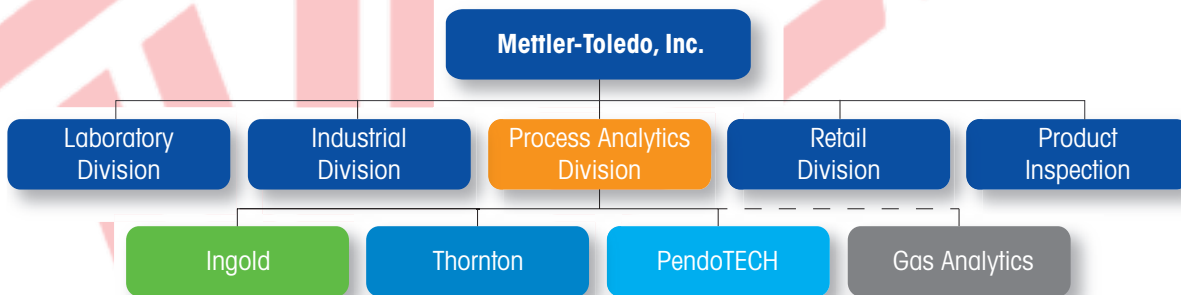 Mettler-Toledo, Inc.
Laboratory
Division
Industrial
Division
Process Analytics
Division
Retail
Division
Product
Inspection
Ingold
Thornton
PendoTECH
Gas Analytics